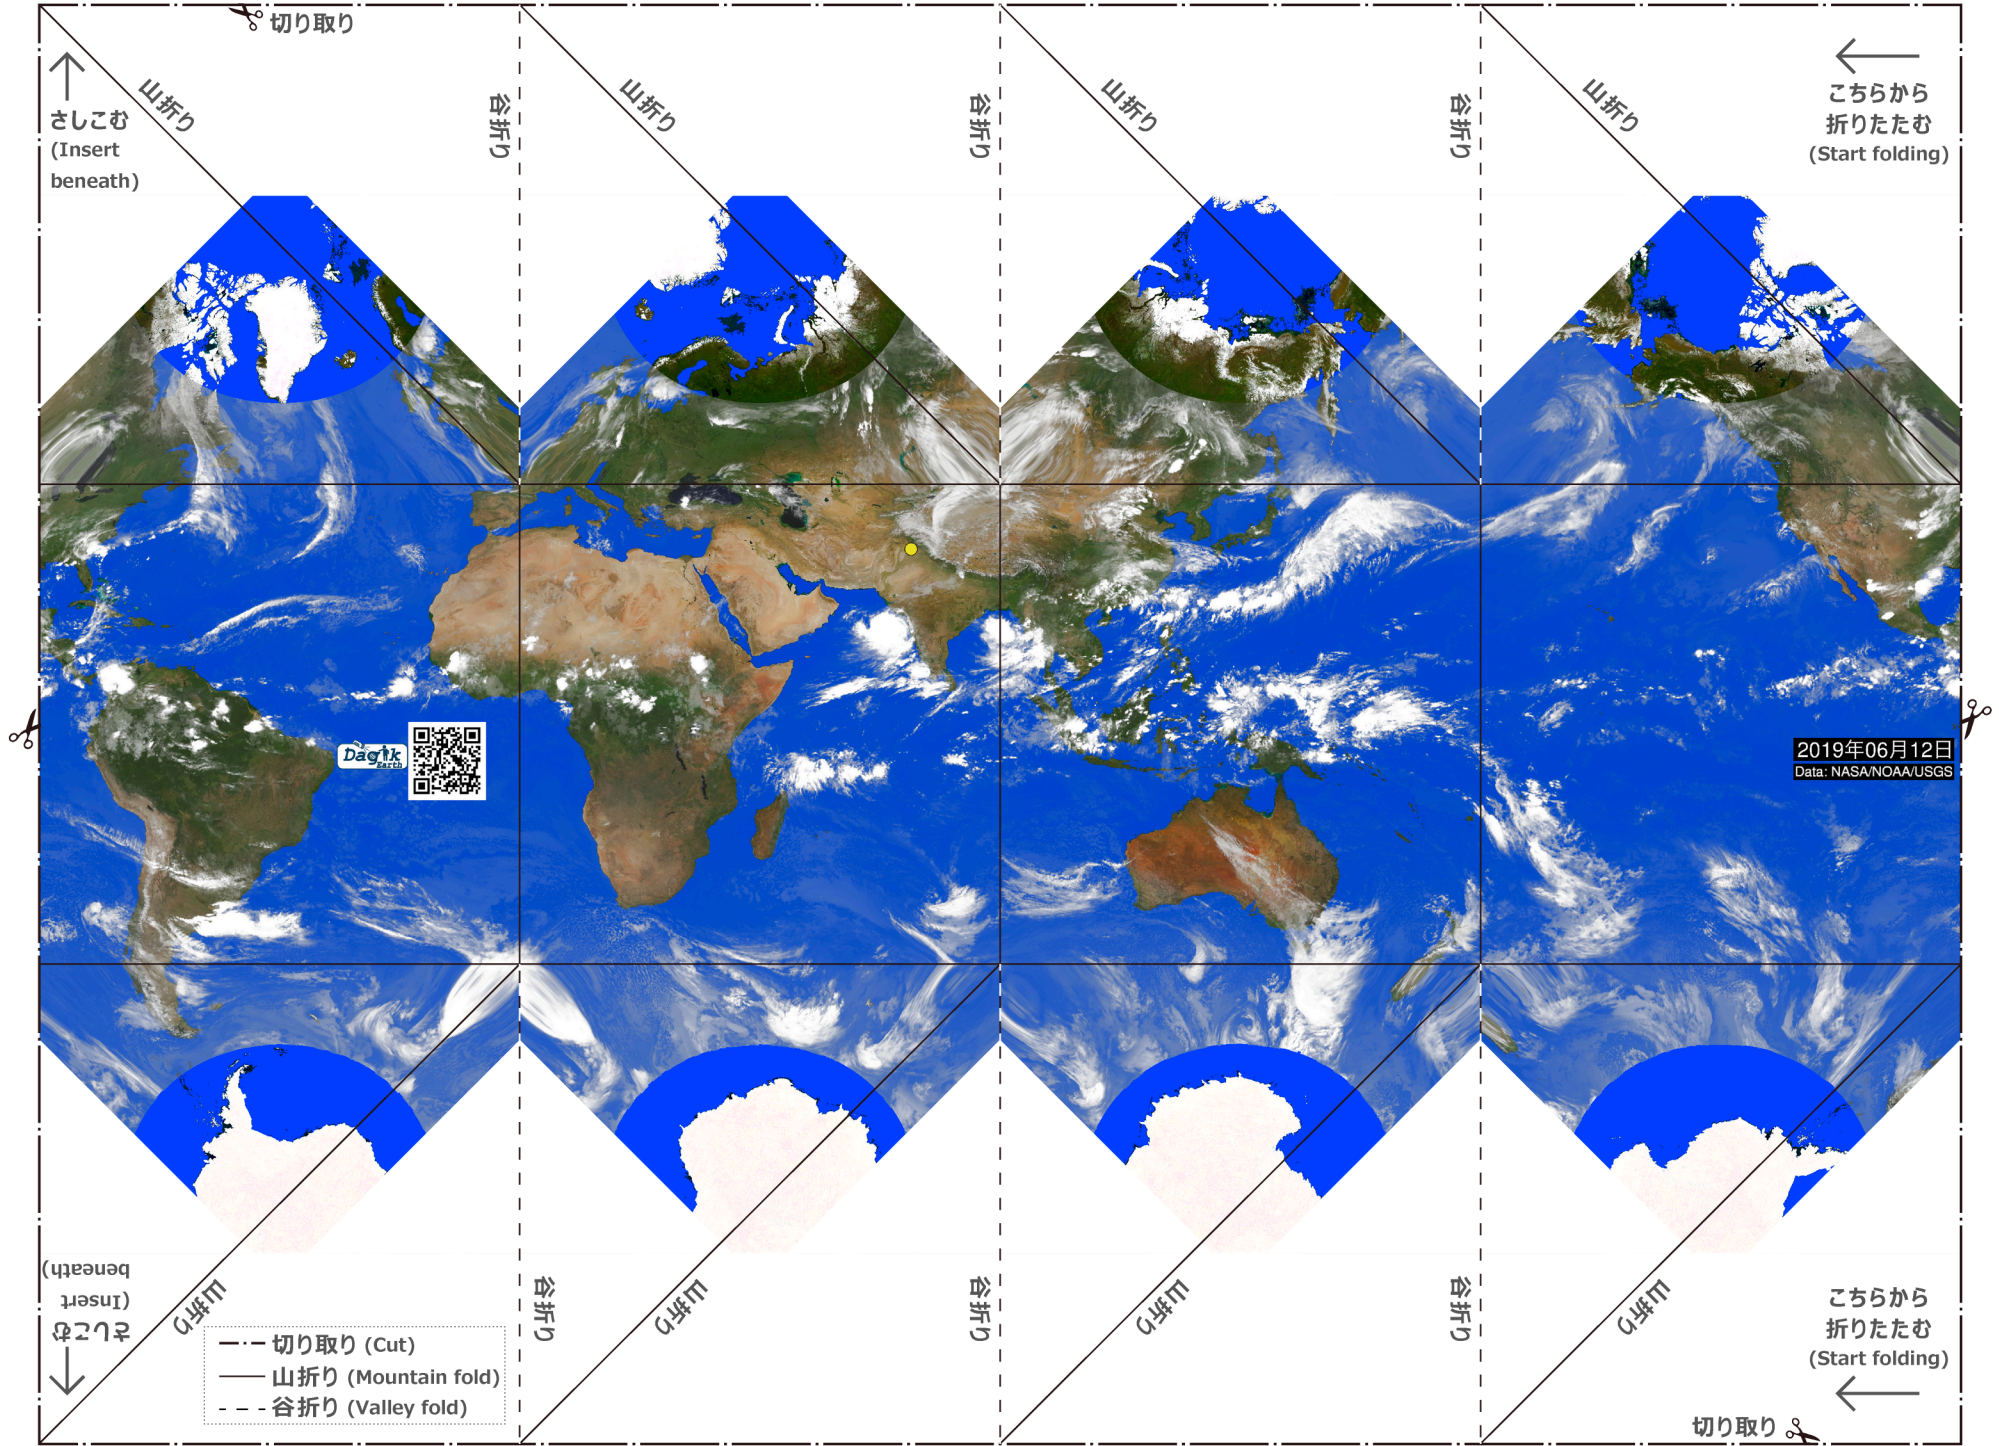 切り取り
さしこむ
(Insert
beneath)
山折り
谷折り
山折り
谷折り
山折り
谷折り
山折り
こちらから
折りたたむ
(Start folding)
Dagik
Earth
2019年06月12日
Data: NASA/NOAA/USGS
さしこむ
(Insert
beneath)
山折り
谷折り
山折り
谷折り
山折り
谷折り
山折り
こちらから
折りたたむ
(Start folding)
切り取り (Cut)
山折り (Mountain fold)
谷折り (Valley fold)
切り取り